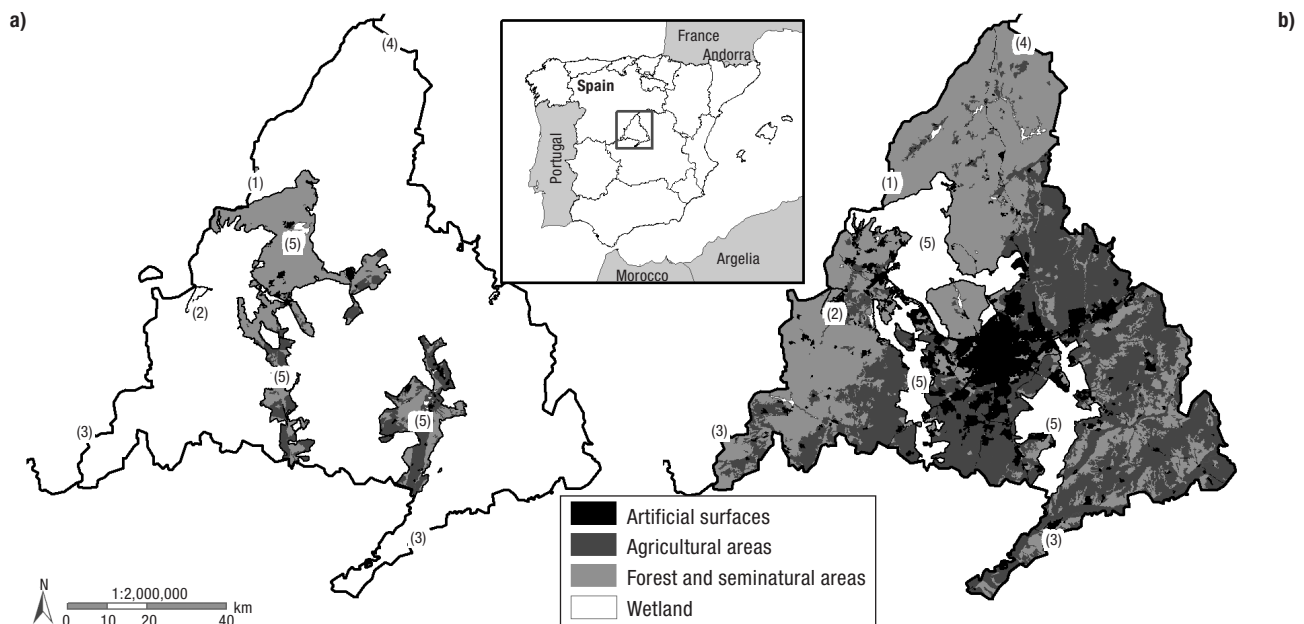 a)
b)
France
Andorra
Spain
Portugal
Argelia
Morocco
(4)
(1)
(5)
(2)
(5)
(3)
(5)
(3)
(4)
(1)
(5)
(2)
(5)
(3)
(5)
(3)
Artificial surfaces
Agricultural areas
Forest and seminatural areas
Wetland
N
1:2,000,000
km
0 10 20 40